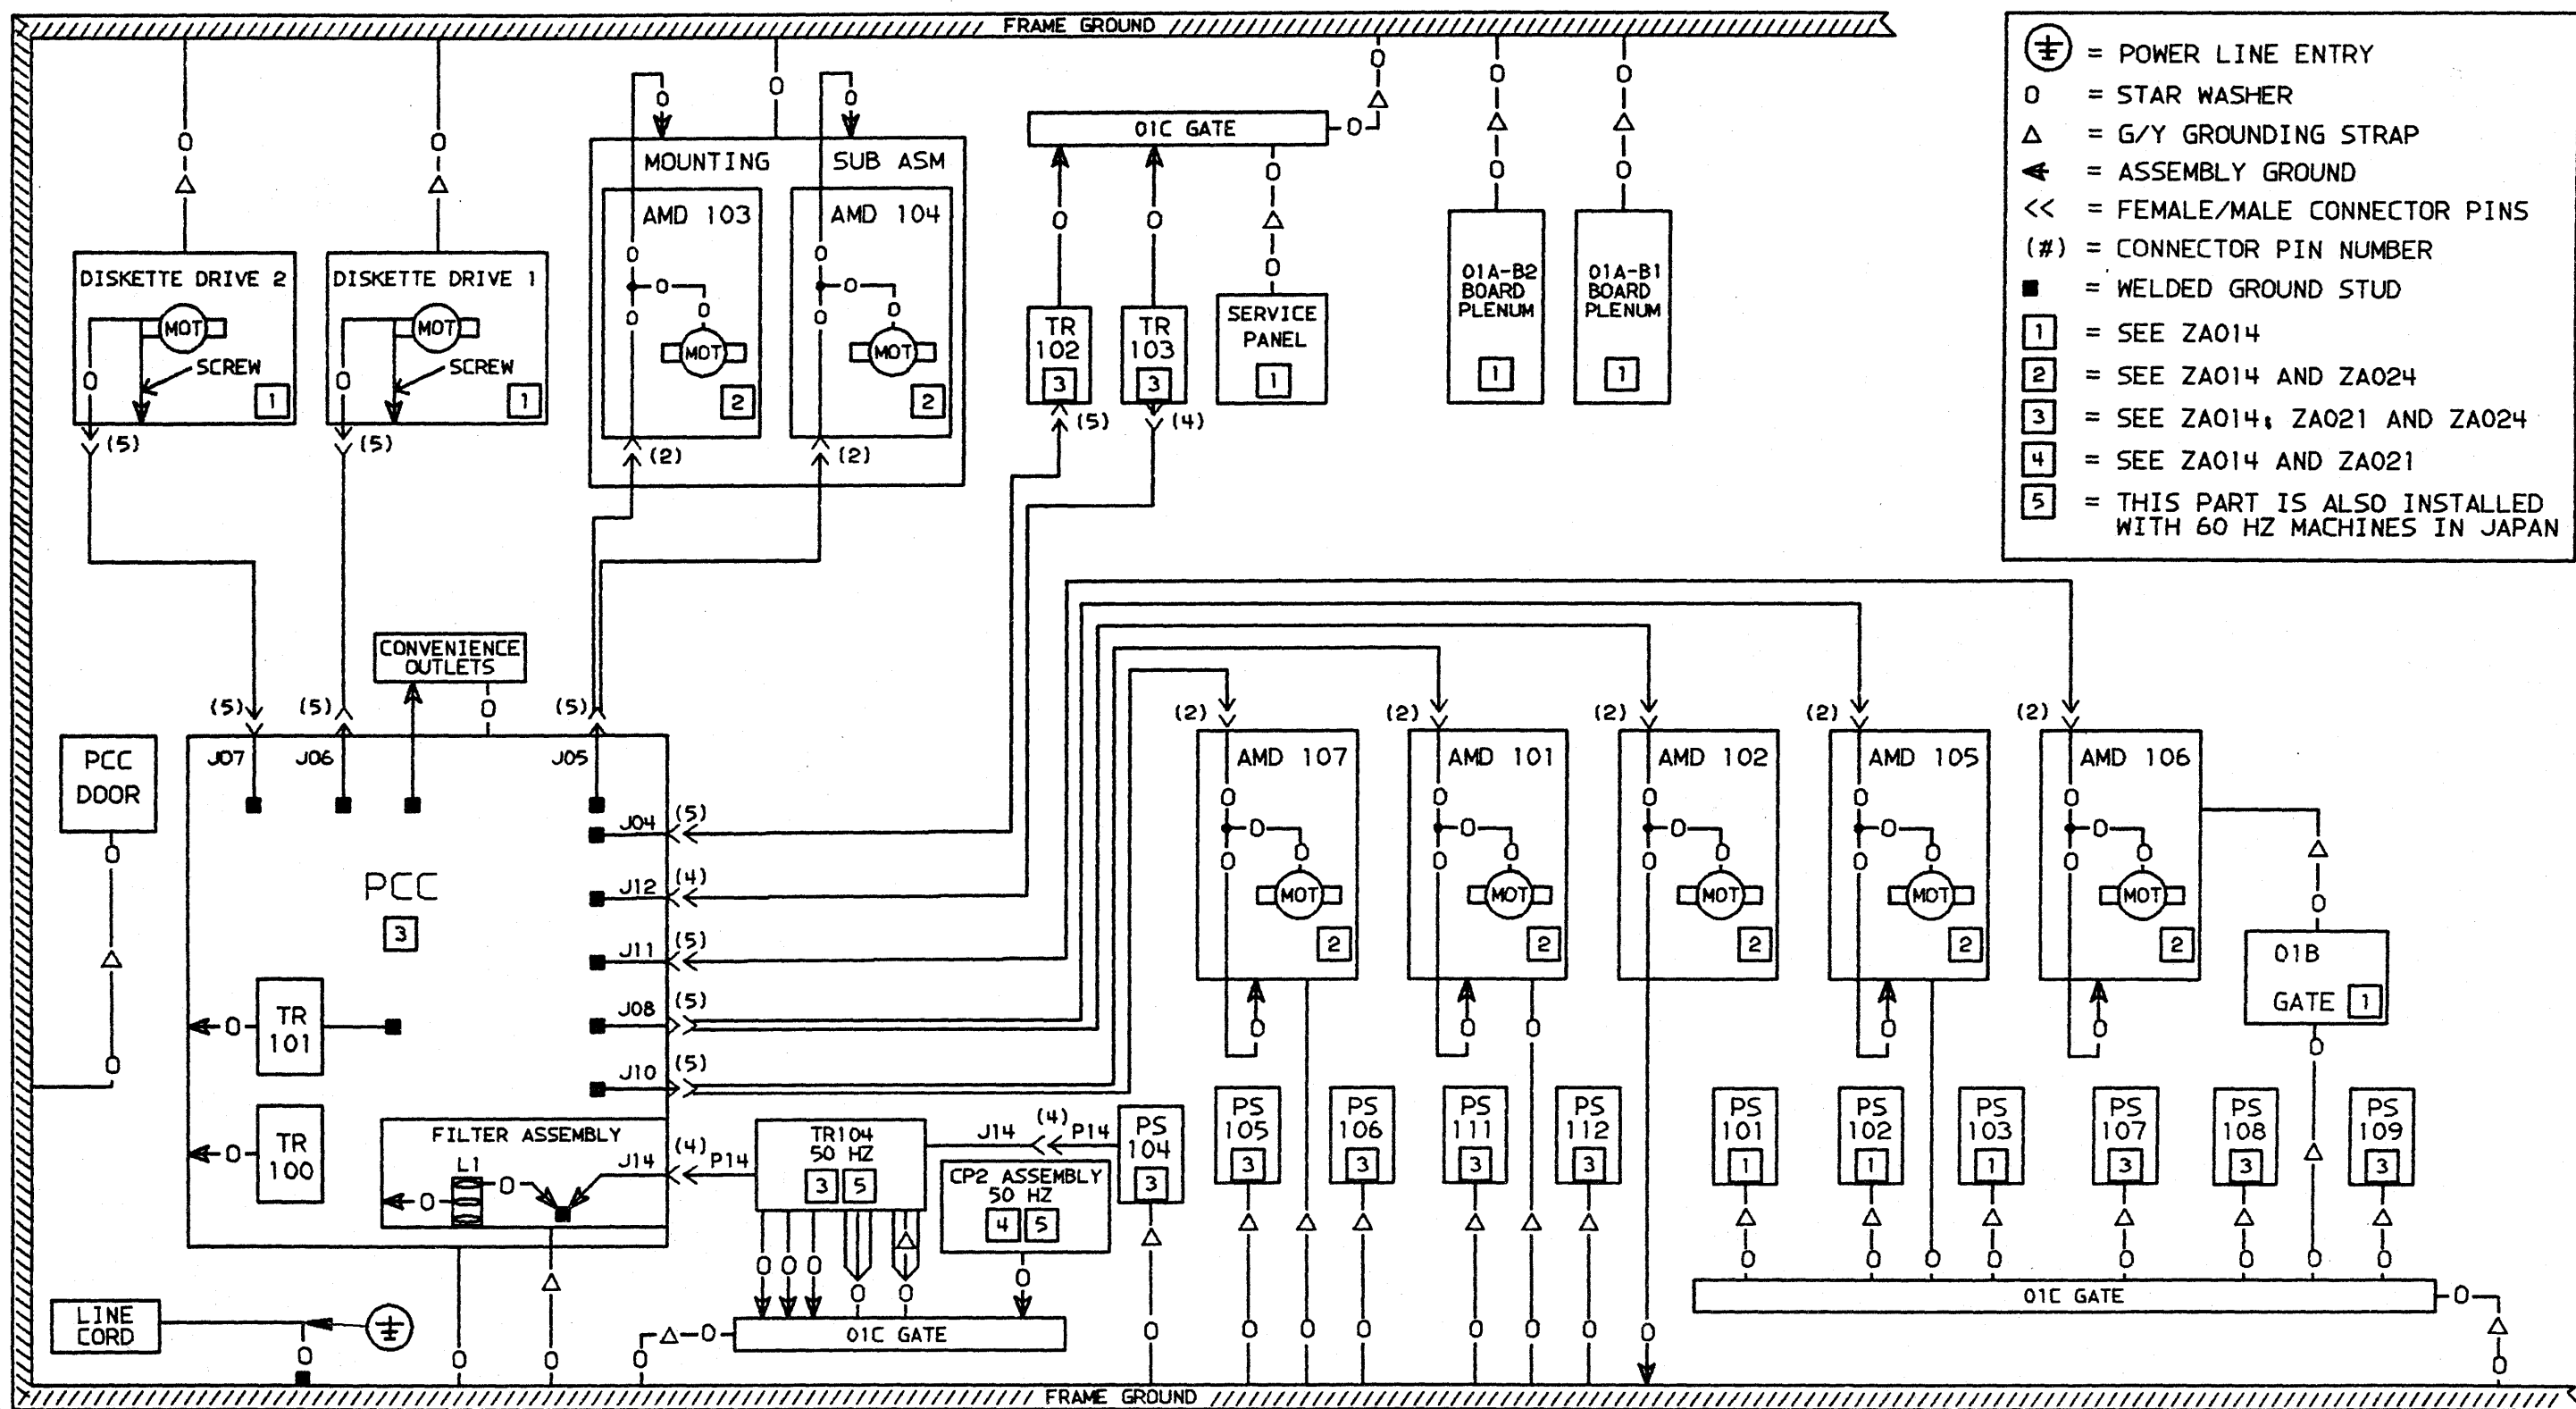 FRAME GROUND
= POWER LINE ENTRY
O = STAR WASHER
△ = G/Y GROUNDING STRAP
= ASSEMBLY GROUND
<< = FEMALE/MALE CONNECTOR PINS
(#) = CONNECTOR PIN NUMBER
■ = WELDED GROUND STUD
1 = SEE ZA014
2 = SEE ZA014 AND ZA024
3 = SEE ZA014; ZA021 AND ZA024
4 = SEE ZA014 AND ZA021
5 = THIS PART IS ALSO INSTALLED
WITH 60 HZ MACHINES IN JAPAN
DISKETTE DRIVE 2
MOT
SCREW
1
(5)
DISKETTE DRIVE 1
MOT
SCREW
1
(5)
MOUNTING SUB ASM
AMD 103
MOT
2
(2)
AMD 104
MOT
2
(2)
01C GATE
TR
102
3
(5)
TR
103
3
(4)
SERVICE
PANEL
1
01A-B2
BOARD
PLENUM
1
01A-B1
BOARD
PLENUM
1
CONVENIENCE
OUTLETS
PCC
DOOR
(5)
J07
(5)
J06
(5)
J05
J04 (5)
J12 (4)
J11 (5)
J08 (5)
J10 (5)
PCC
3
TR
101
TR
100
FILTER ASSEMBLY
L1
J14 (4) P14
TR104
50 HZ
3 5
J14 (4) P14
CP2 ASSEMBLY
50 HZ
4 5
PS
104
3
01C GATE
LINE
CORD
(2)
AMD 107
MOT
2
(2)
AMD 101
MOT
2
(2)
AMD 102
MOT
2
(2)
AMD 105
MOT
2
(2)
AMD 106
MOT
2
01B
GATE 1
PS
105
3
PS
106
3
PS
111
3
PS
112
3
PS
101
1
PS
102
1
PS
103
1
PS
107
3
PS
108
3
PS
109
3
01C GATE
FRAME GROUND